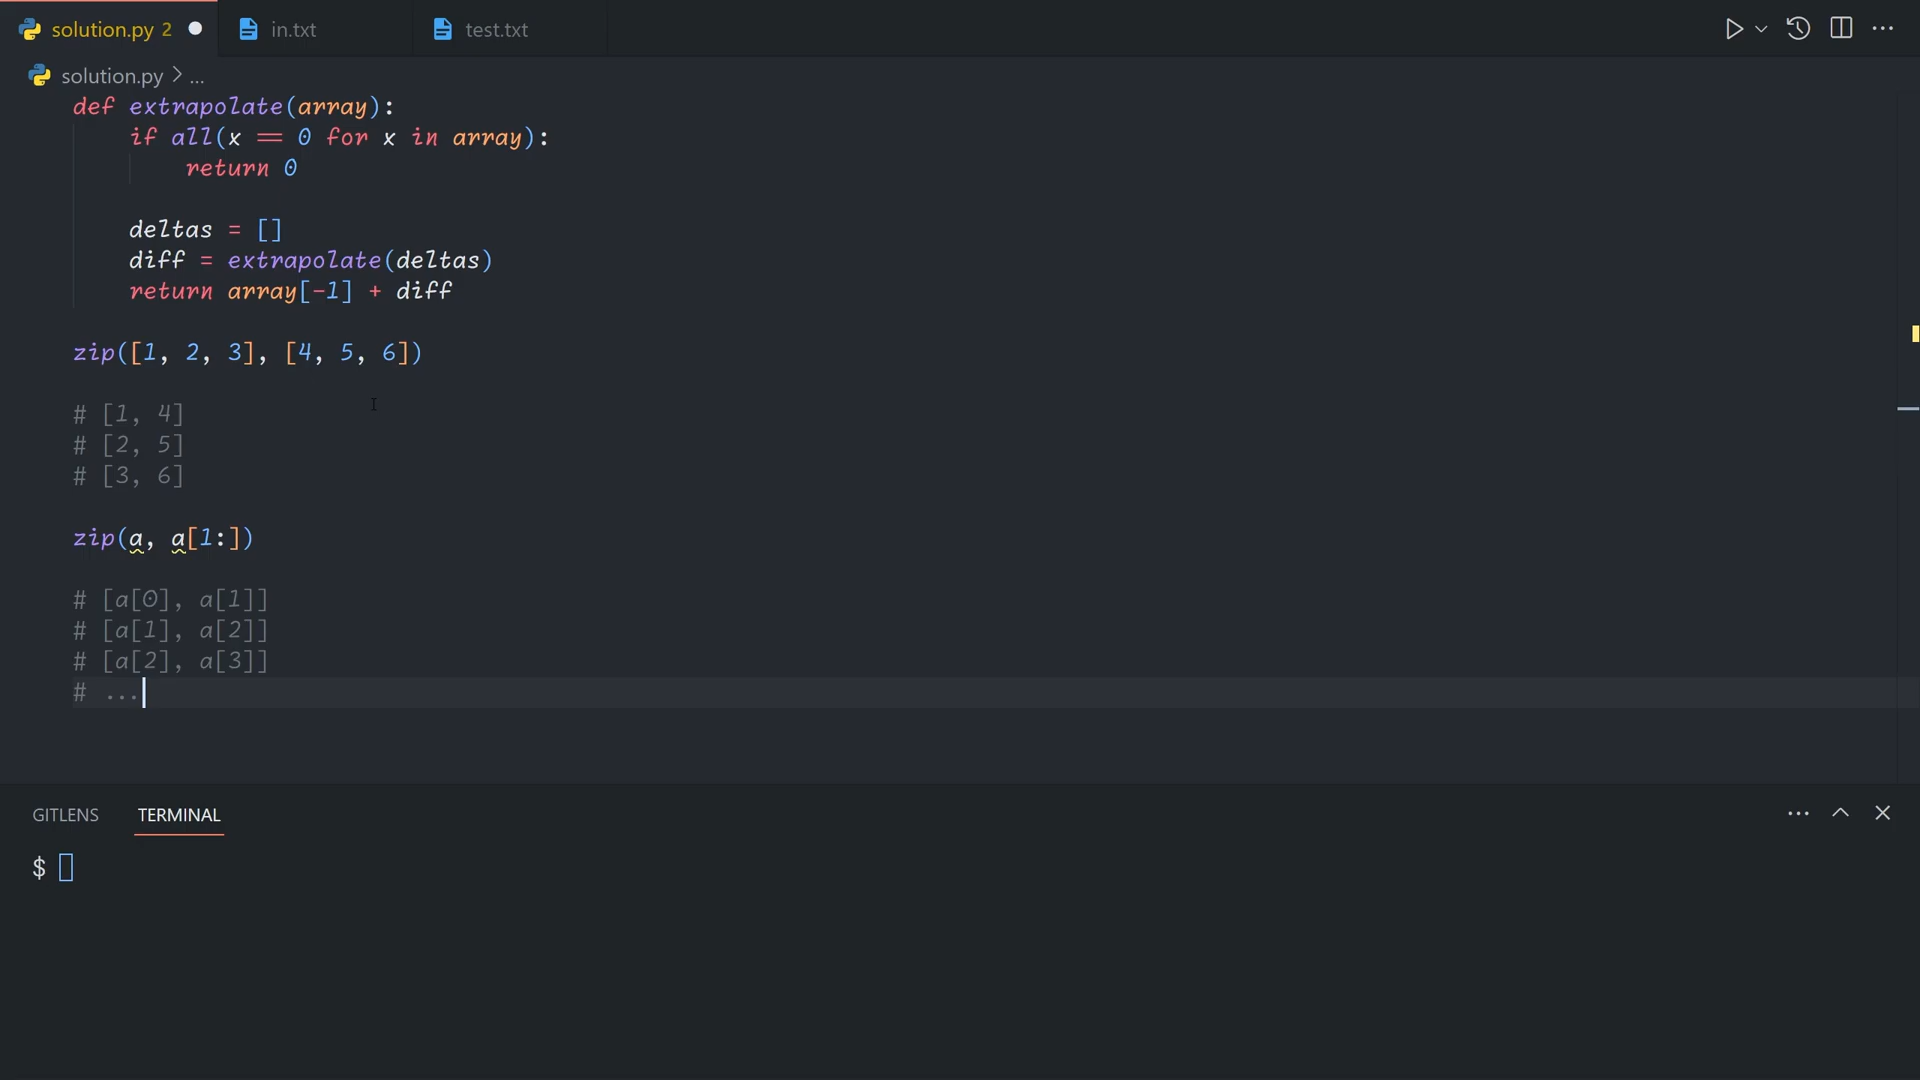 solution.py 2
in.txt
test.txt
solution.py > ...
def extrapolate(array):
    if all(x == 0 for x in array):
        return 0
    deltas = []
    diff = extrapolate(deltas)
    return array[-1] + diff
zip([1, 2, 3], [4, 5, 6])
# [1, 4]
# [2, 5]
# [3, 6]
zip(a, a[1:])
# [a[0], a[1]]
# [a[1], a[2]]
# [a[2], a[3]]
# ...
GITLENS
TERMINAL
$